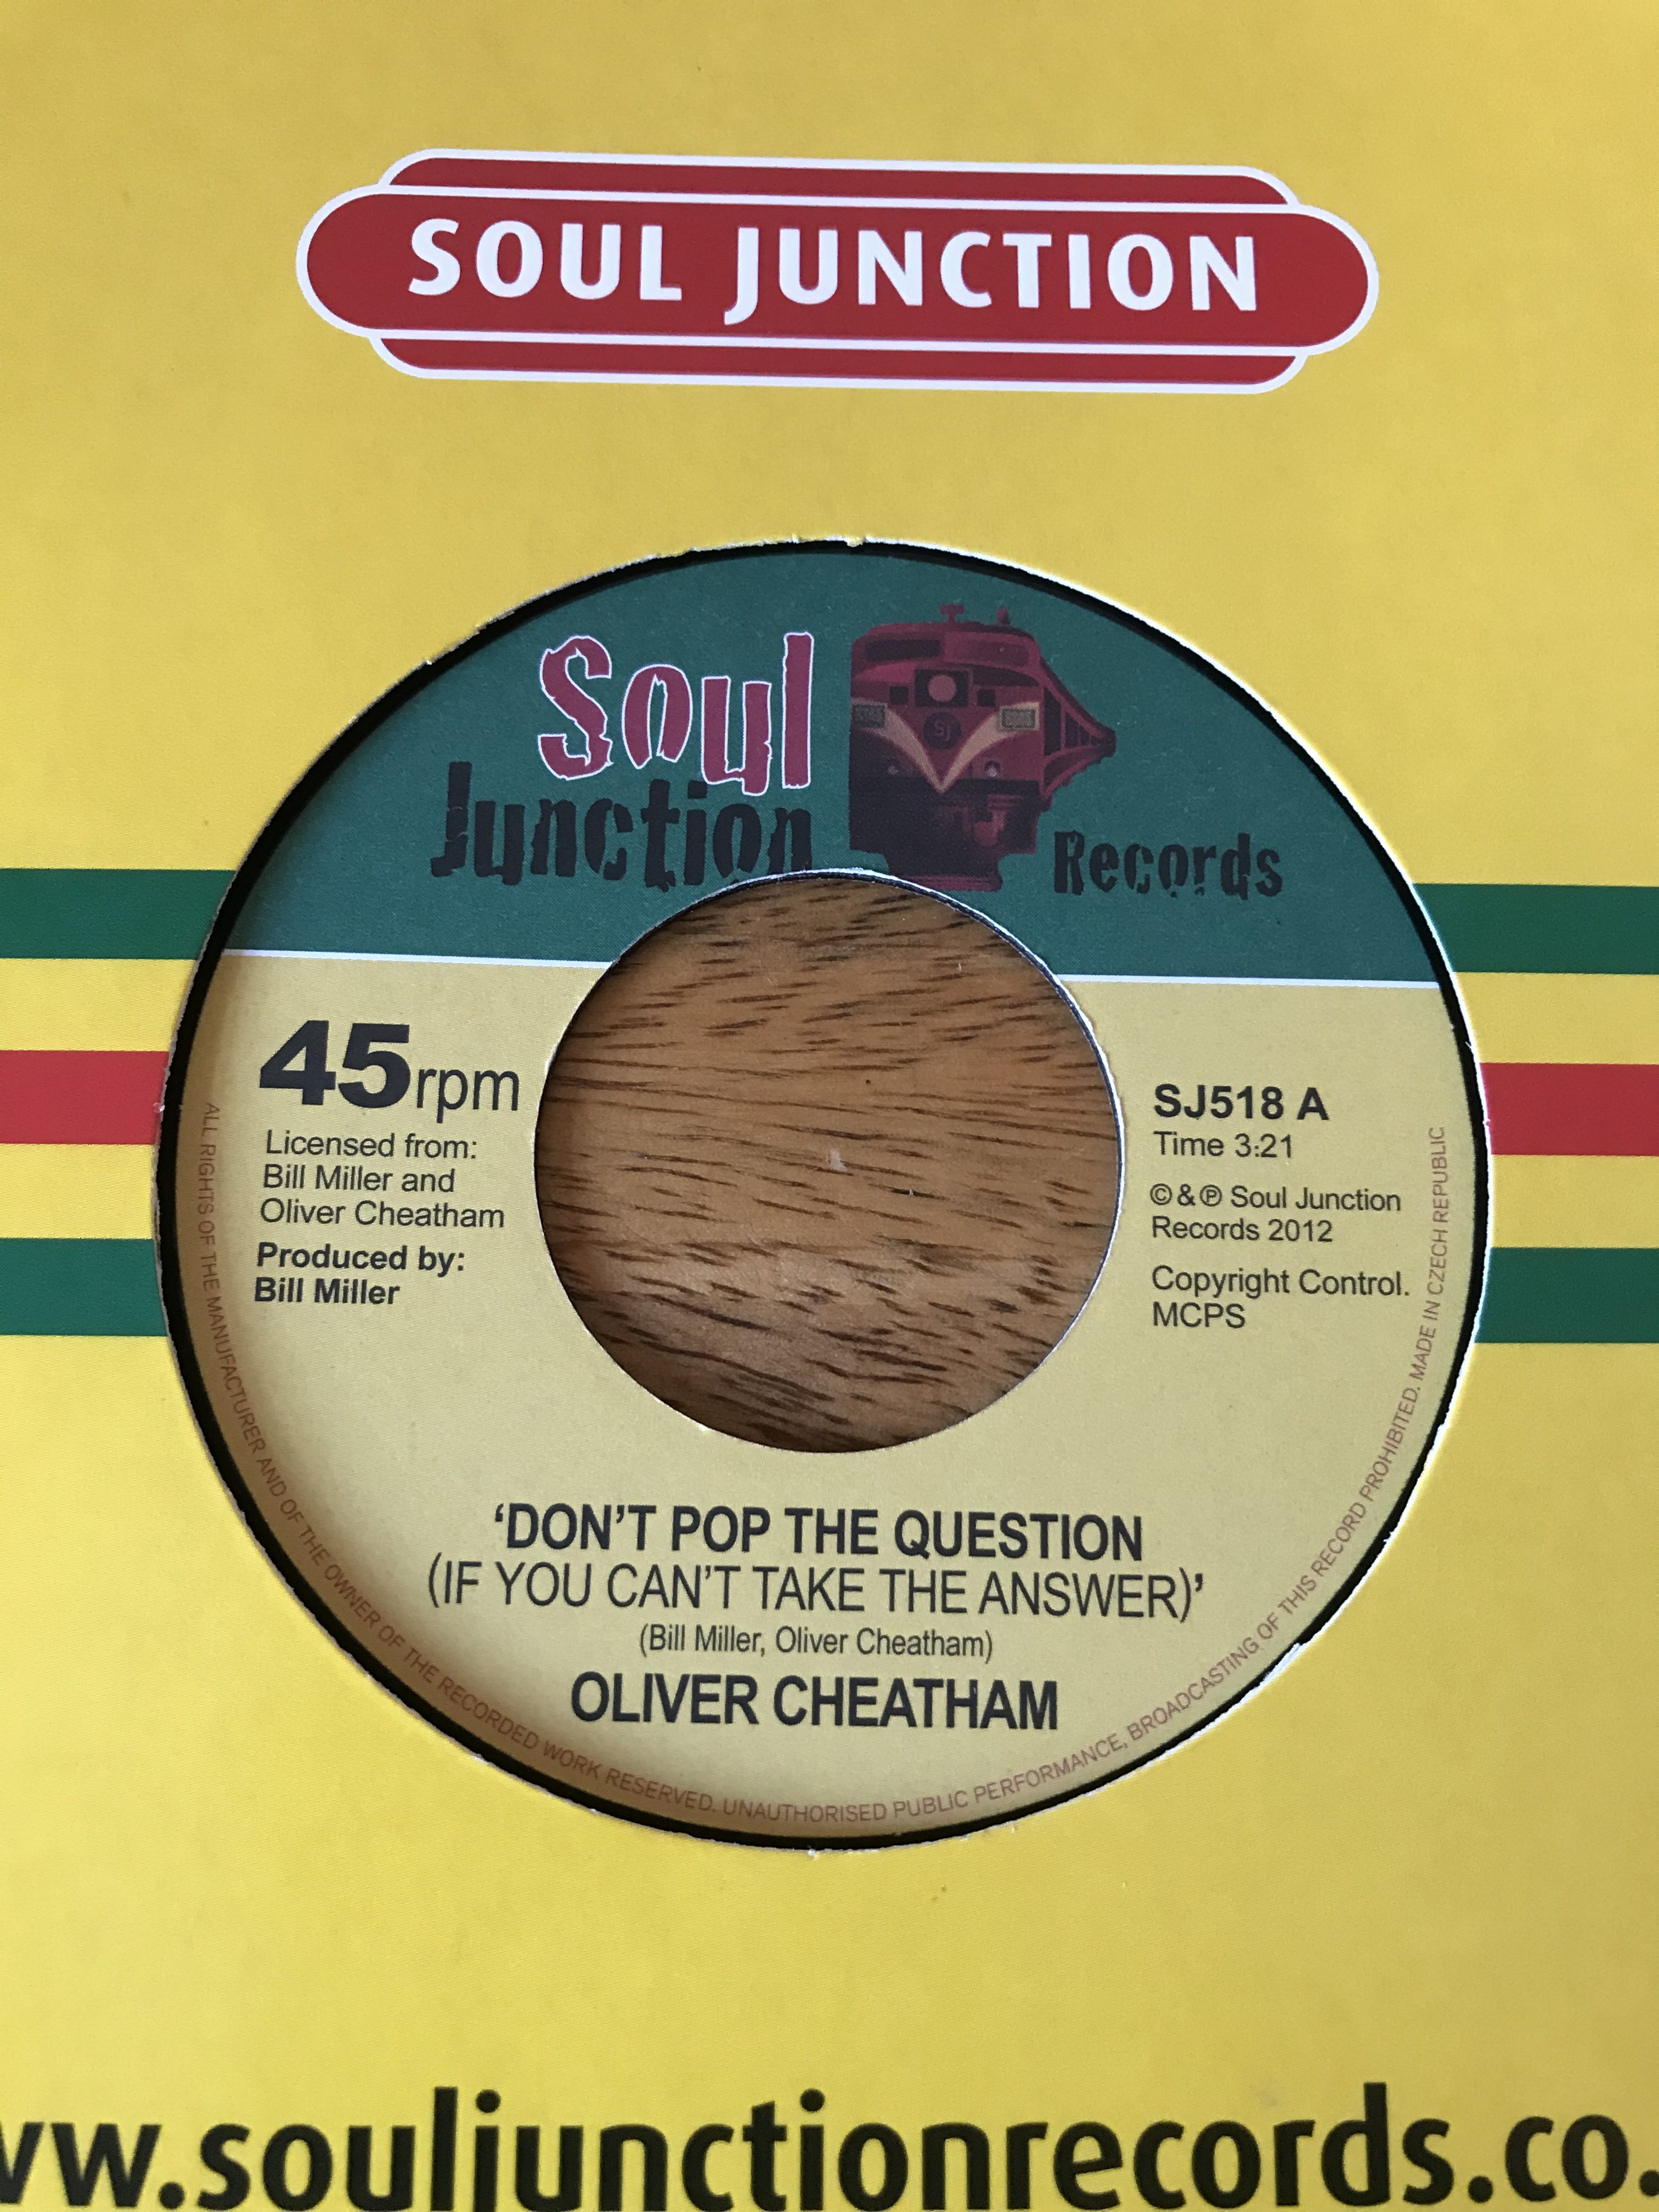 SOUL JUNCTION
Soul
Junction
Records
SJ
45rpm
Licensed from:
Bill Miller and
Oliver Cheatham
Produced by:
Bill Miller
SJ518 A
Time 3:21
©&℗ Soul Junction
Records 2012
Copyright Control.
MCPS
‘DON’T POP THE QUESTION
(IF YOU CAN’T TAKE THE ANSWER)’
(Bill Miller, Oliver Cheatham)
OLIVER CHEATHAM
ALL RIGHTS OF THE MANUFACTURER AND OF THE OWNER OF THE RECORDED WORK RESERVED. UNAUTHORISED PUBLIC PERFORMANCE, BROADCASTING OF THIS RECORD PROHIBITED. MADE IN CZECH REPUBLIC
ww.souljunctionrecords.co.